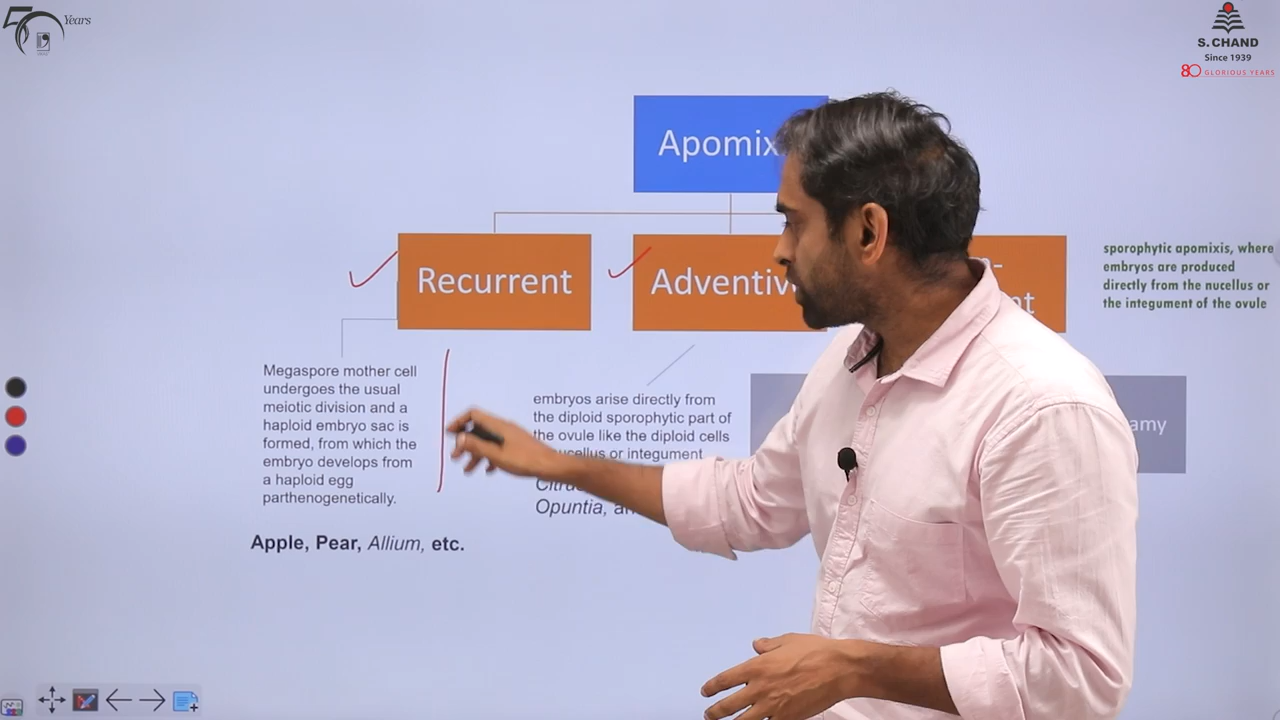 50 Years
S. CHAND
Since 1939
80 GLORIOUS YEARS
Apomix
Recurrent
Adventiv
sporophytic apomixis, where
embryos are produced
directly from the nucellus or
the integument of the ovule
Megaspore mother cell
undergoes the usual
meiotic division and a
haploid embryo sac is
formed, from which the
embryo develops from
a haploid egg
parthenogenetically.
Apple, Pear, Allium, etc.
embryos arise directly from
the diploid sporophytic part of
the ovule like the diploid cells
nucellus or integument
Opuntia,